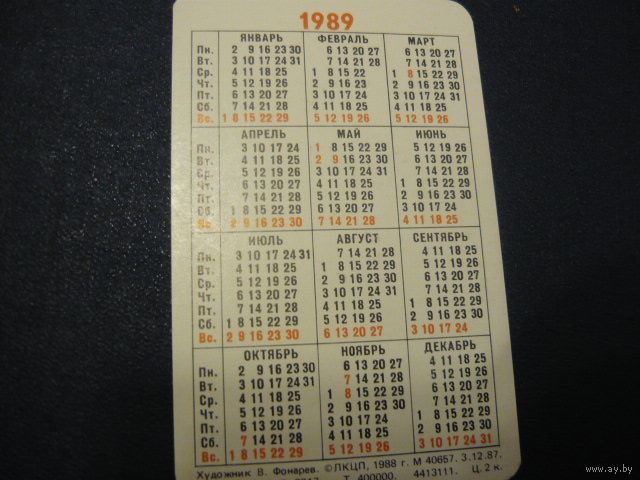 1989
ЯНВАРЬ ФЕВРАЛЬ МАРТ
Пн. 2 9 16 23 30 6 13 20 27 6 13 20 27
Вт. 3 10 17 24 31 7 14 21 28 7 14 21 28
Ср. 4 11 18 25 1 8 15 22 1 8 15 22 29
Чт. 5 12 19 26 2 9 16 23 2 9 16 23 30
Пт. 6 13 20 27 3 10 17 24 3 10 17 24 31
Сб. 7 14 21 28 4 11 18 25 4 11 18 25
Вс. 1 8 15 22 29 5 12 19 26 5 12 19 26
АПРЕЛЬ МАЙ ИЮНЬ
Пн. 3 10 17 24 1 8 15 22 29 5 12 19 26
Вт. 4 11 18 25 2 9 16 23 30 6 13 20 27
Ср. 5 12 19 26 3 10 17 24 31 7 14 21 28
Чт. 6 13 20 27 4 11 18 25 1 8 15 22 29
Пт. 7 14 21 28 5 12 19 26 2 9 16 23 30
Сб. 1 8 15 22 29 6 13 20 27 3 10 17 24
Вс. 2 9 16 23 30 7 14 21 28 4 11 18 25
ИЮЛЬ АВГУСТ СЕНТЯБРЬ
Пн. 3 10 17 24 31 7 14 21 28 4 11 18 25
Вт. 4 11 18 25 1 8 15 22 29 5 12 19 26
Ср. 5 12 19 26 2 9 16 23 30 6 13 20 27
Чт. 6 13 20 27 3 10 17 24 31 7 14 21 28
Пт. 7 14 21 28 4 11 18 25 1 8 15 22 29
Сб. 1 8 15 22 29 5 12 19 26 2 9 16 23 30
Вс. 2 9 16 23 30 6 13 20 27 3 10 17 24
ОКТЯБРЬ НОЯБРЬ ДЕКАБРЬ
Пн. 2 9 16 23 30 6 13 20 27 4 11 18 25
Вт. 3 10 17 24 31 7 14 21 28 5 12 19 26
Ср. 4 11 18 25 1 8 15 22 29 6 13 20 27
Чт. 5 12 19 26 2 9 16 23 30 7 14 21 28
Пт. 6 13 20 27 3 10 17 24 1 8 15 22 29
Сб. 7 14 21 28 4 11 18 25 2 9 16 23 30
Вс. 1 8 15 22 29 5 12 19 26 3 10 17 24 31
Художник В. Фонарев. ©ЛКЦП, 1988 г. М 40657. 3.12.87.
Т. 400000. 4413111. Ц. 2 к.
www.ay.by